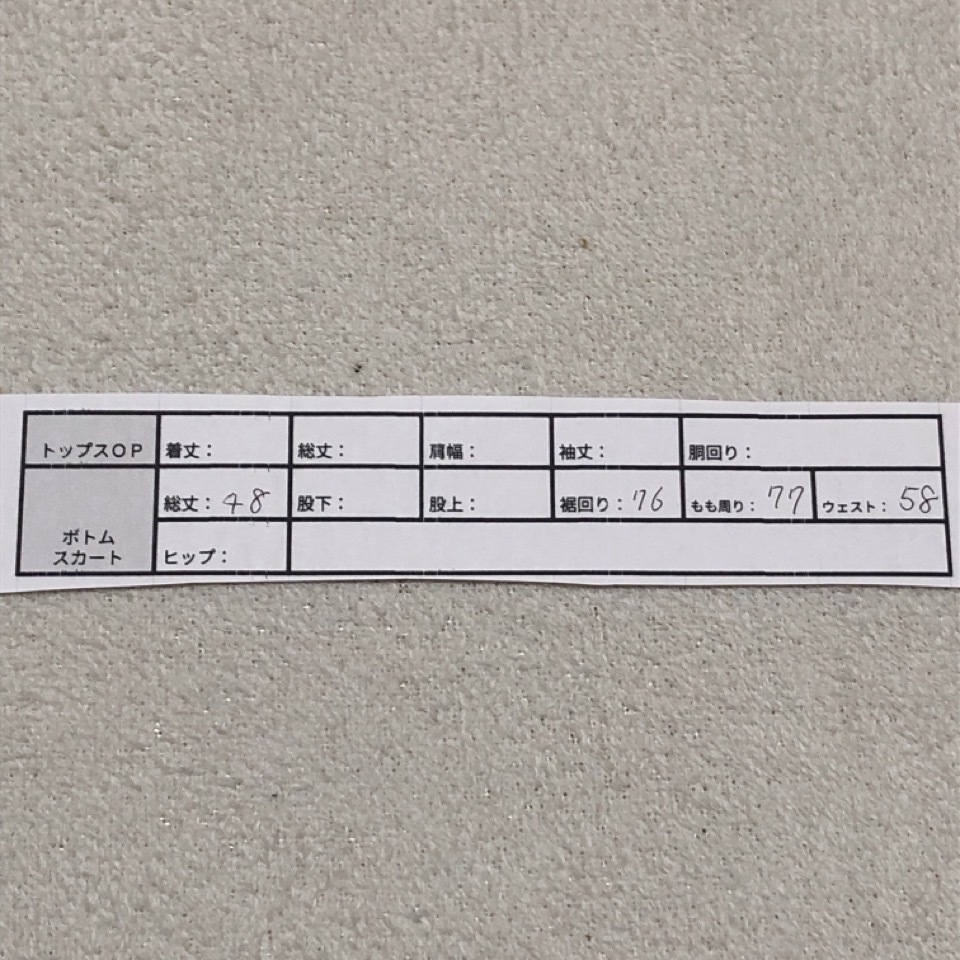 トップスOP 着丈： 総丈： 肩幅： 袖丈： 胴回り：
ボトム
スカート
総丈：48 股下： 股上： 裾回り：76 もも周り：77 ウェスト：58
ヒップ：